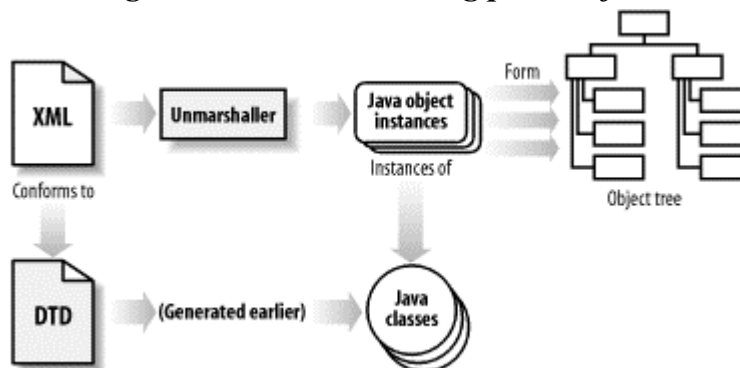 Form
XML
Unmarshaller
Java object
instances
Conforms to
Instances of
Object tree
DTD
(Generated earlier)
Java
classes